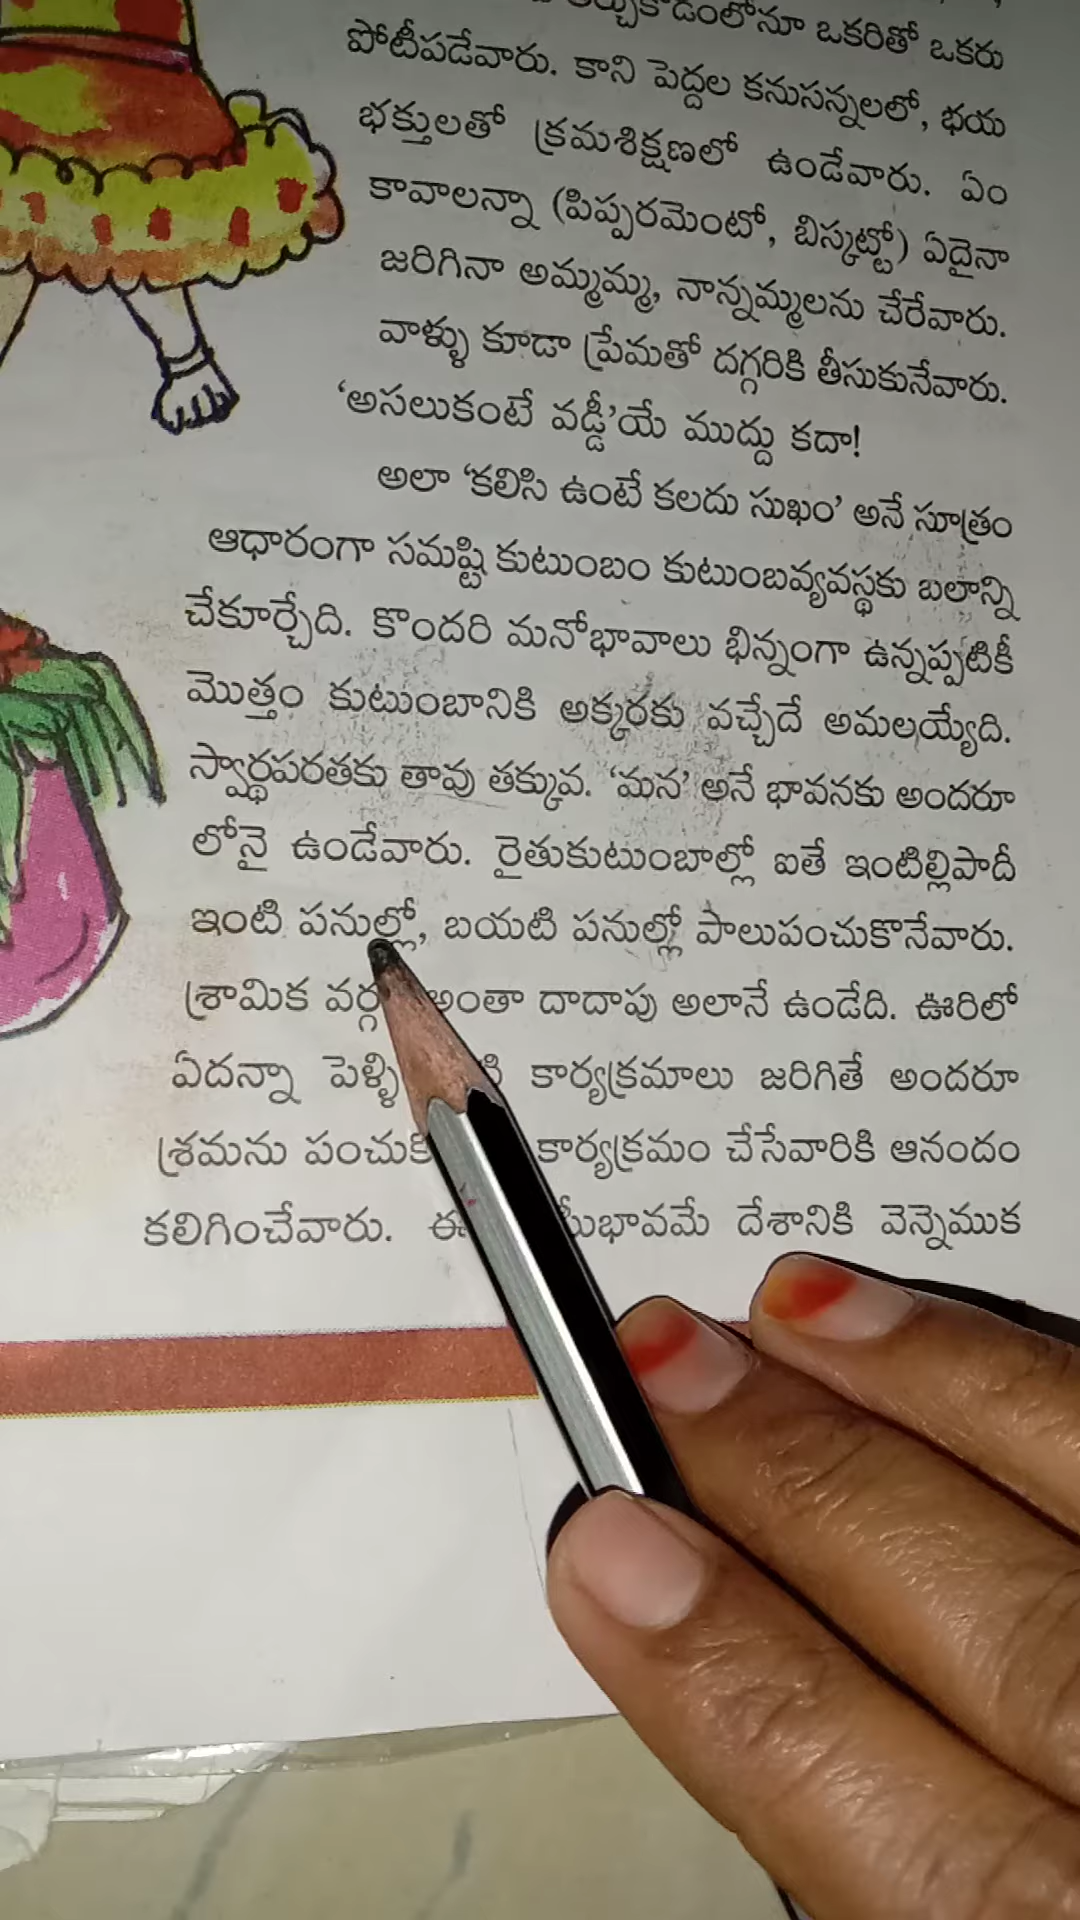 ఒకరితో ఒకరు
పోటీపడేవారు. కాని పెద్దల కనుసన్నలలో, భయ
భక్తులతో క్రమశిక్షణలో ఉండేవారు. ఏం
కావాలన్నా (పిప్పరమెంటో, బిస్కట్టో) ఏదైనా
జరిగినా అమ్మమ్మ, నాన్నమ్మలను చేరేవారు.
వాళ్ళు కూడా ప్రేమతో దగ్గరికి తీసుకునేవారు.
‘అసలుకంటే వడ్డీ’యే ముద్దు కదా!
అలా ‘కలిసి ఉంటే కలదు సుఖం’ అనే సూత్రం
ఆధారంగా సమష్టి కుటుంబం కుటుంబవ్యవస్థకు బలాన్ని
చేకూర్చేది. కొందరి మనోభావాలు భిన్నంగా ఉన్నప్పటికీ
మొత్తం కుటుంబానికి అక్కరకు వచ్చేదే అమలయ్యేది.
స్వార్థపరతకు తావు తక్కువ. ‘మన’ అనే భావనకు అందరూ
లోనై ఉండేవారు. రైతుకుటుంబాల్లో ఐతే ఇంటిల్లిపాదీ
ఇంటి పనుల్లో, బయటి పనుల్లో పాలుపంచుకొనేవారు.
శ్రామిక అంతా దాదాపు అలానే ఉండేది. ఊరిలో
ఏదన్నా పెళ్ళి కార్యక్రమాలు జరిగితే అందరూ
శ్రమను కార్యక్రమం చేసేవారికి ఆనందం
కలిగించేవారు. ఈ దేశానికి వెన్నెముక